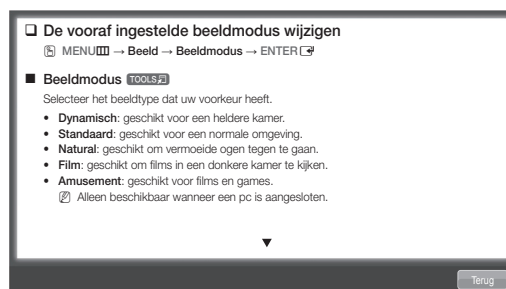 ❑ De vooraf ingestelde beeldmodus wijzigen
MENU → Beeld → Beeldmodus → ENTER
■ Beeldmodus TOOLS
Selecteer het beeldtype dat uw voorkeur heeft.
• Dynamisch: geschikt voor een heldere kamer.
• Standaard: geschikt voor een normale omgeving.
• Natural: geschikt om vermoeide ogen tegen te gaan.
• Film: geschikt om films in een donkere kamer te kijken.
• Amusement: geschikt voor films en games.
Alleen beschikbaar wanneer een pc is aangesloten.
▼
Terug